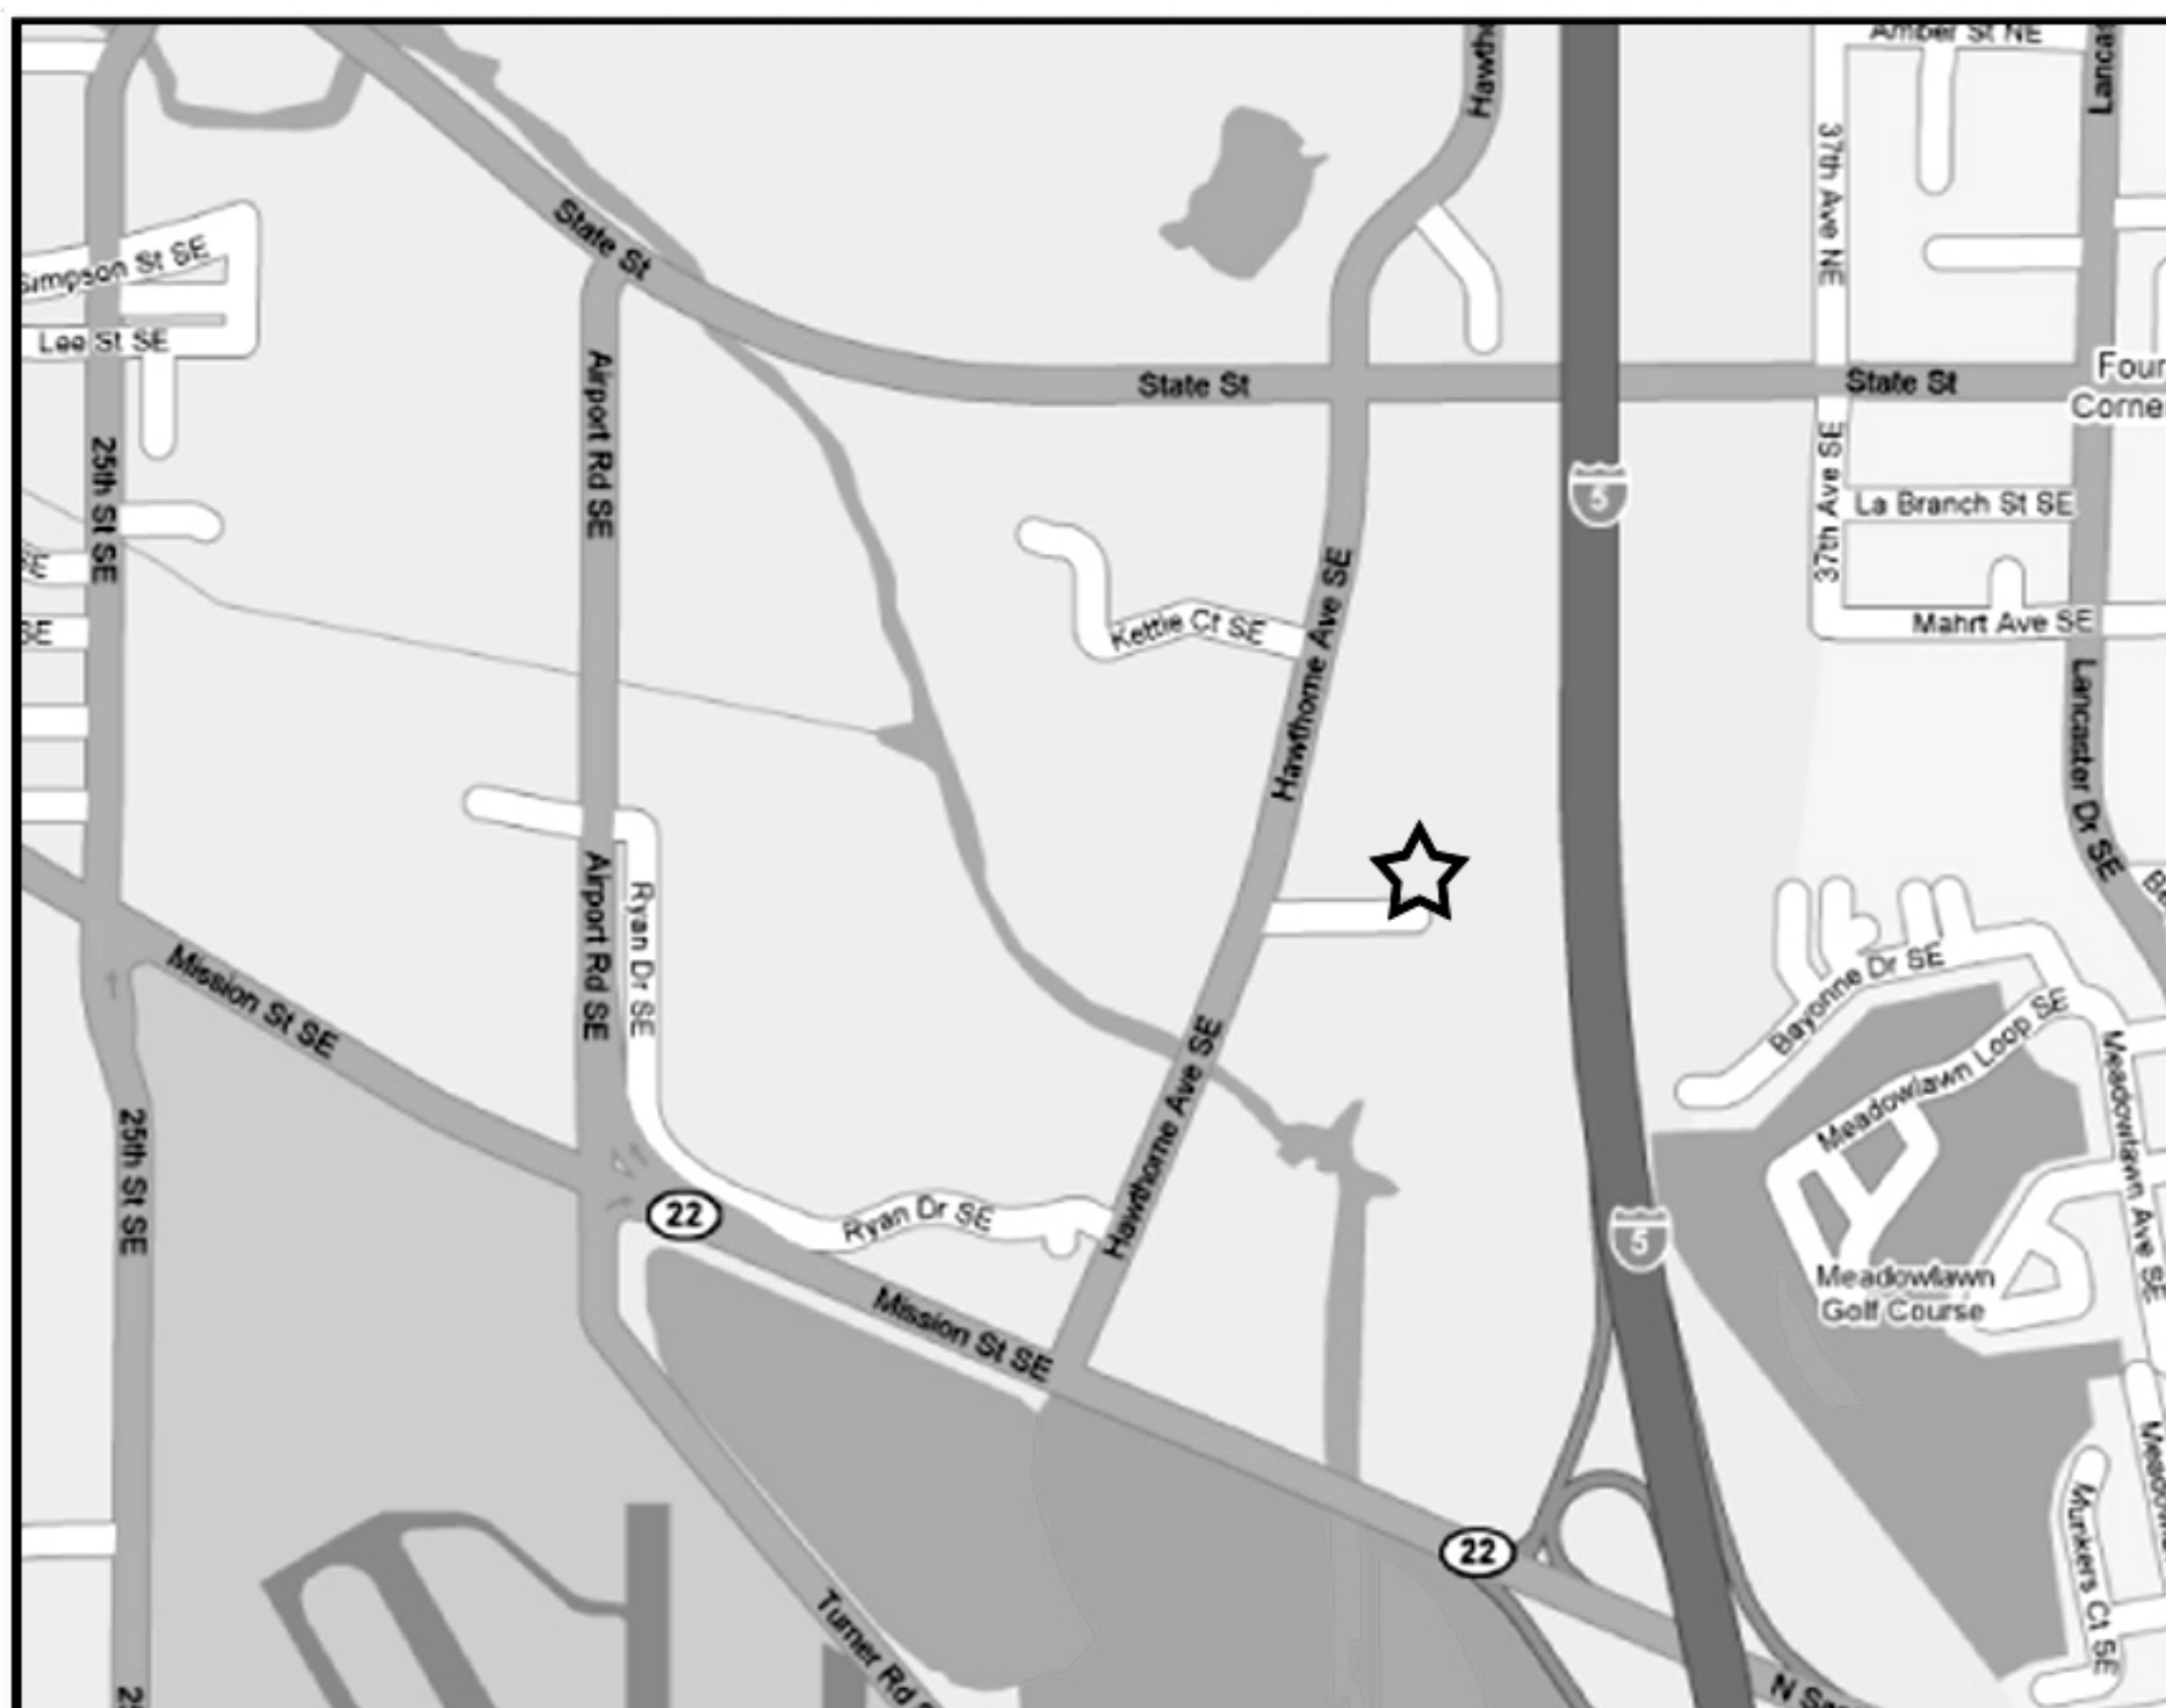 Amber St NE
Hawtho
Lancas
37th Ave NE
State St
Simpson St SE
Lee St SE
Airport Rd SE
State St
State St
Four
Corne
25th St SE
37th Ave SE
5
La Branch St SE
SE
SE
Kettle Ct SE
Hawthorne Ave SE
Mahrt Ave SE
Lancaster Dr SE
Airport Rd SE
Ryan Dr SE
Mission St SE
Bayonne Dr SE
Meadowlawn Loop SE
Hawthorne Ave SE
Meadowlawn Ave SE
25th St SE
22
Ryan Dr SE
5
Meadowlawn
Golf Course
Mission St SE
Munkers Ct SE
22
Turner Rd